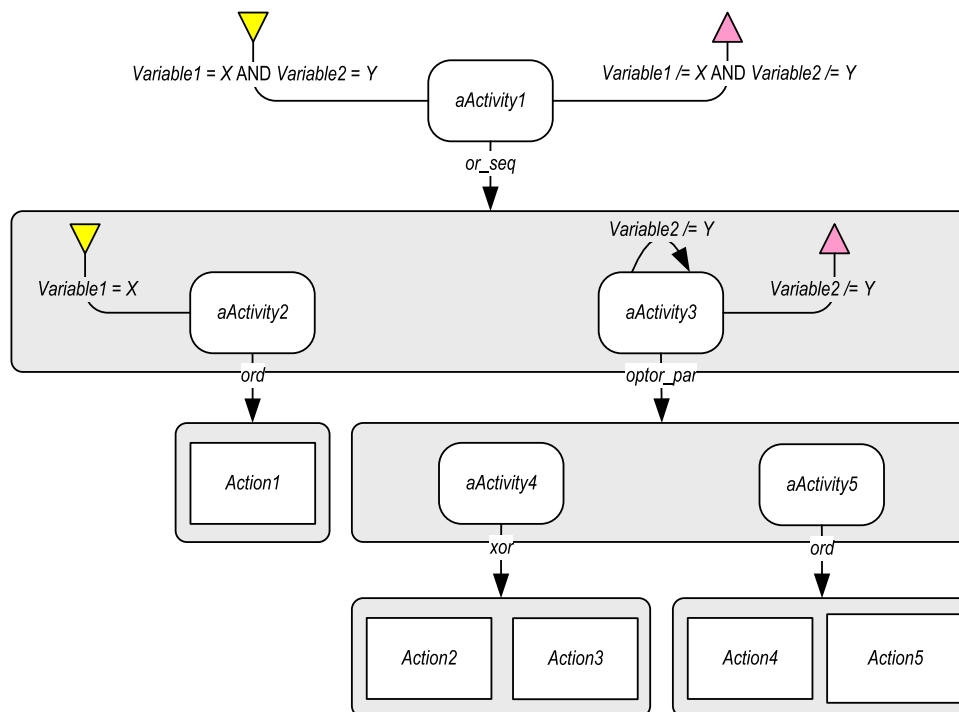 Variable1 = X AND Variable2 = Y
Variable1 /= X AND Variable2 /= Y
aActivity1
or_seq
Variable2 /= Y
Variable1 = X
Variable2 /= Y
aActivity2
aActivity3
ord
optor_par
Action1
aActivity4
aActivity5
xor
ord
Action2
Action3
Action4
Action5